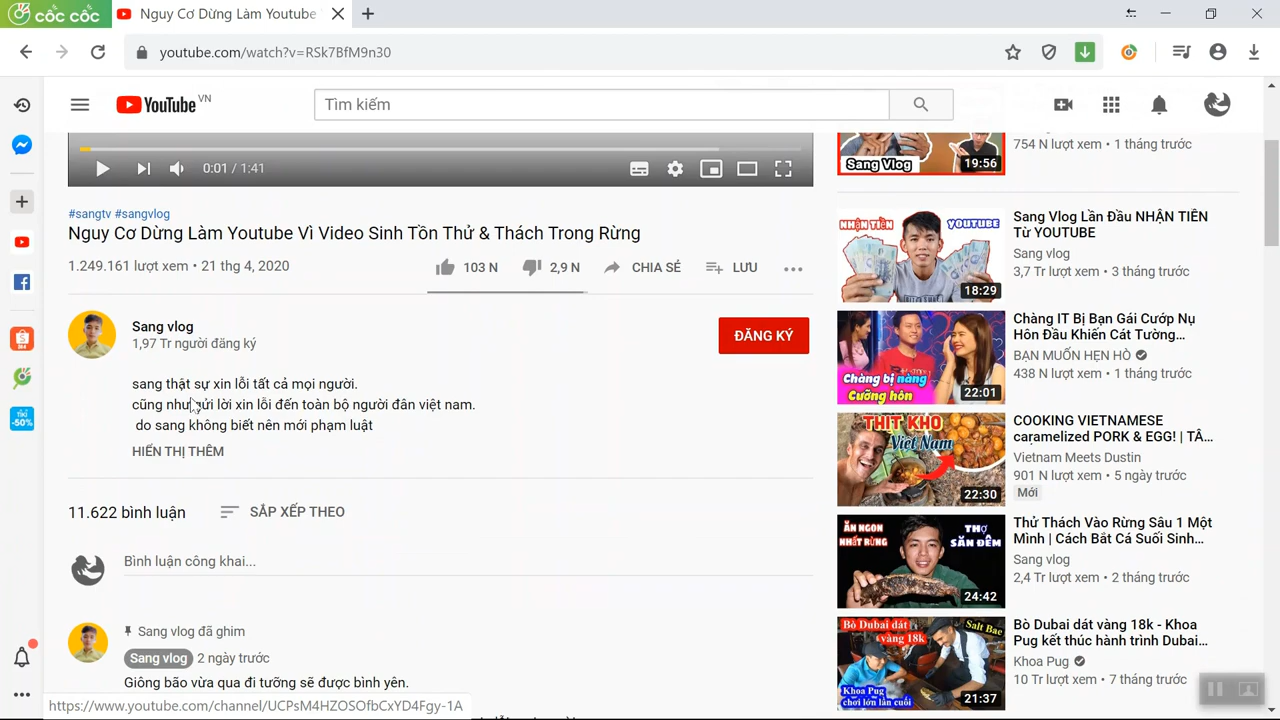 cốc cốc
Nguy Cơ Dừng Làm Youtube
youtube.com/watch?v=RSk7BfM9n30
YouTube VN
Tìm kiếm
0:01 / 1:41
#sangtv #sangvlog
Nguy Cơ Dừng Làm Youtube Vì Video Sinh Tồn Thử & Thách Trong Rừng
1.249.161 lượt xem • 21 thg 4, 2020
103 N
2,9 N
CHIA SẺ
LƯU
Sang vlog
1,97 Tr người đăng ký
ĐĂNG KÝ
sang thật sự xin lỗi tất cả mọi người.
cũng như là xin lỗi đến toàn bộ người dân việt nam.
do thiếu hiểu biết nên mới phạm luật
HIỂN THỊ THÊM
11.622 bình luận
SẮP XẾP THEO
Bình luận công khai...
Sang vlog đã ghim
Sang vlog
2 ngày trước
Giông bão vừa qua đi tưởng sẽ được bình yên.
Sang Vlog
19:56
754 N lượt xem • 1 tháng trước
NHẬN TIỀN
YOUTUBE
18:29
Sang Vlog Lần Đầu NHẬN TIỀN
Từ YOUTUBE
Sang vlog
3,7 Tr lượt xem • 3 tháng trước
Chàng bị nàng
Cưỡng hôn
22:01
Chàng IT Bị Bạn Gái Cướp Nụ
Hôn Đầu Khiến Cát Tường…
BẠN MUỐN HẸN HÒ
438 N lượt xem • 1 tháng trước
THỊT KHO
Việt Nam
22:30
COOKING VIETNAMESE
caramelized PORK & EGG! | TÂ…
Vietnam Meets Dustin
901 N lượt xem • 5 ngày trước
Mới
ĂN NGON
NHẤT RỪNG
THỢ
SĂN ĐÊM
24:42
Thử Thách Vào Rừng Sâu 1 Một
Mình | Cách Bắt Cá Suối Sinh…
Sang vlog
2,4 Tr lượt xem • 2 tháng trước
Bò Dubai dát
vàng 18k
Salt Bae
Khoa Pug
chơi lớn lần cuối
21:37
Bò Dubai dát vàng 18k - Khoa
Pug kết thúc hành trình Dubai…
Khoa Pug
10 Tr lượt xem • 7 tháng trước
TIKI
-50%